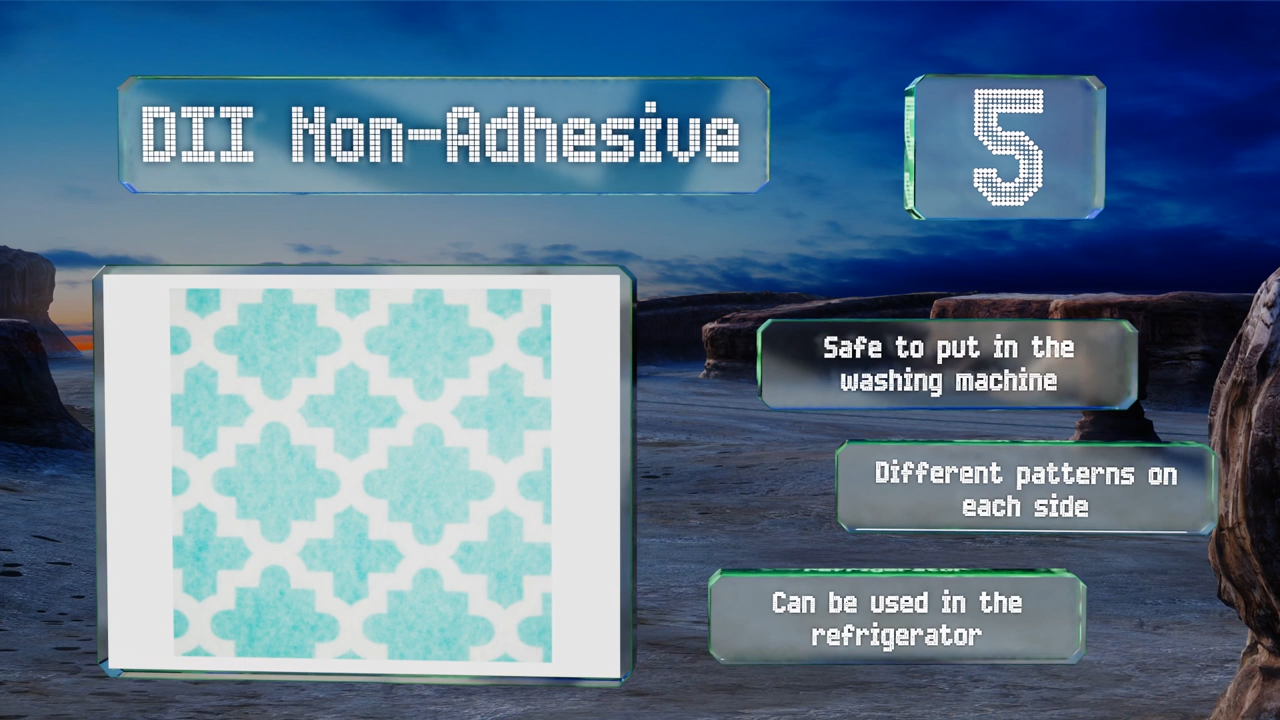 DII Non-Adhesive
5
Safe to put in the
washing machine
Different patterns on
each side
Can be used in the
refrigerator